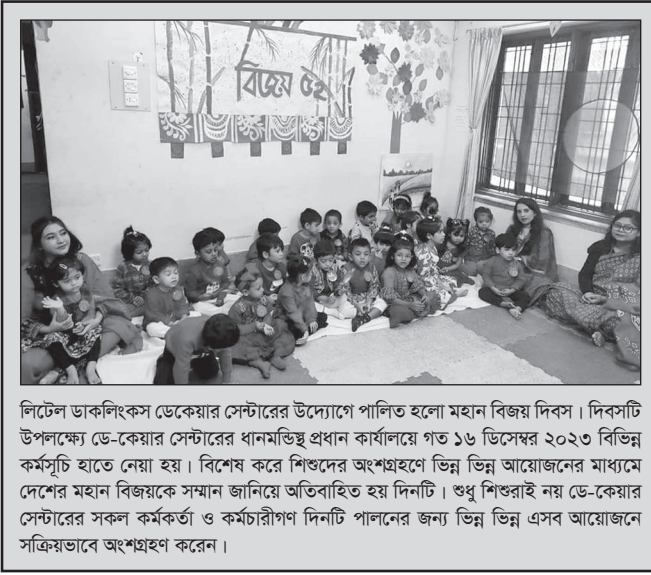 বিজয় ৫২
লিটেল ডাকলিংকস ডেকেয়ার সেন্টারের উদ্যোগে পালিত হলো মহান বিজয় দিবস। দিবসটি
উপলক্ষ্যে ডে-কেয়ার সেন্টারের ধানমন্ডিস্থ প্রধান কার্যালয়ে গত ১৬ ডিসেম্বর ২০২৩ বিভিন্ন
কর্মসূচি হাতে নেয়া হয়। বিশেষ করে শিশুদের অংশগ্রহণে ভিন্ন ভিন্ন আয়োজনের মাধ্যমে
দেশের মহান বিজয়কে সম্মান জানিয়ে অতিবাহিত হয় দিনটি। শুধু শিশুরাই নয় ডে-কেয়ার
সেন্টারের সকল কর্মকর্তা ও কর্মচারীগণ দিনটি পালনের জন্য ভিন্ন ভিন্ন এসব আয়োজনে
সক্রিয়ভাবে অংশগ্রহণ করেন।